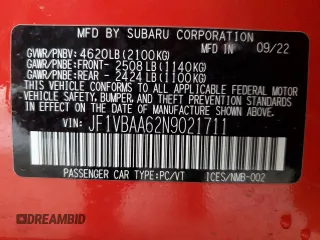 MFD BY SUBARU CORPORATION
GVWR/PNBV: 4620LB (2100KG) 09/22
GAWR/PNBE:FRONT- 2508LB (1140KG)
GAWR/PNBE:REAR - 2424LB (1100KG)
THIS VEHICLE CONFORMS TO ALL APPLICABLE FEDERAL MOTOR
VEHICLE SAFETY, BUMPER, AND THEFT PREVENTION STANDARDS
IN EFFECT ON THE DATE OF MANUFACTURE SHOWN ABOVE.
VIN: JF1VBAA62N9021711
PASSENGER CAR TYPE:PC/VT ICES/NMB-002
DREAMBID